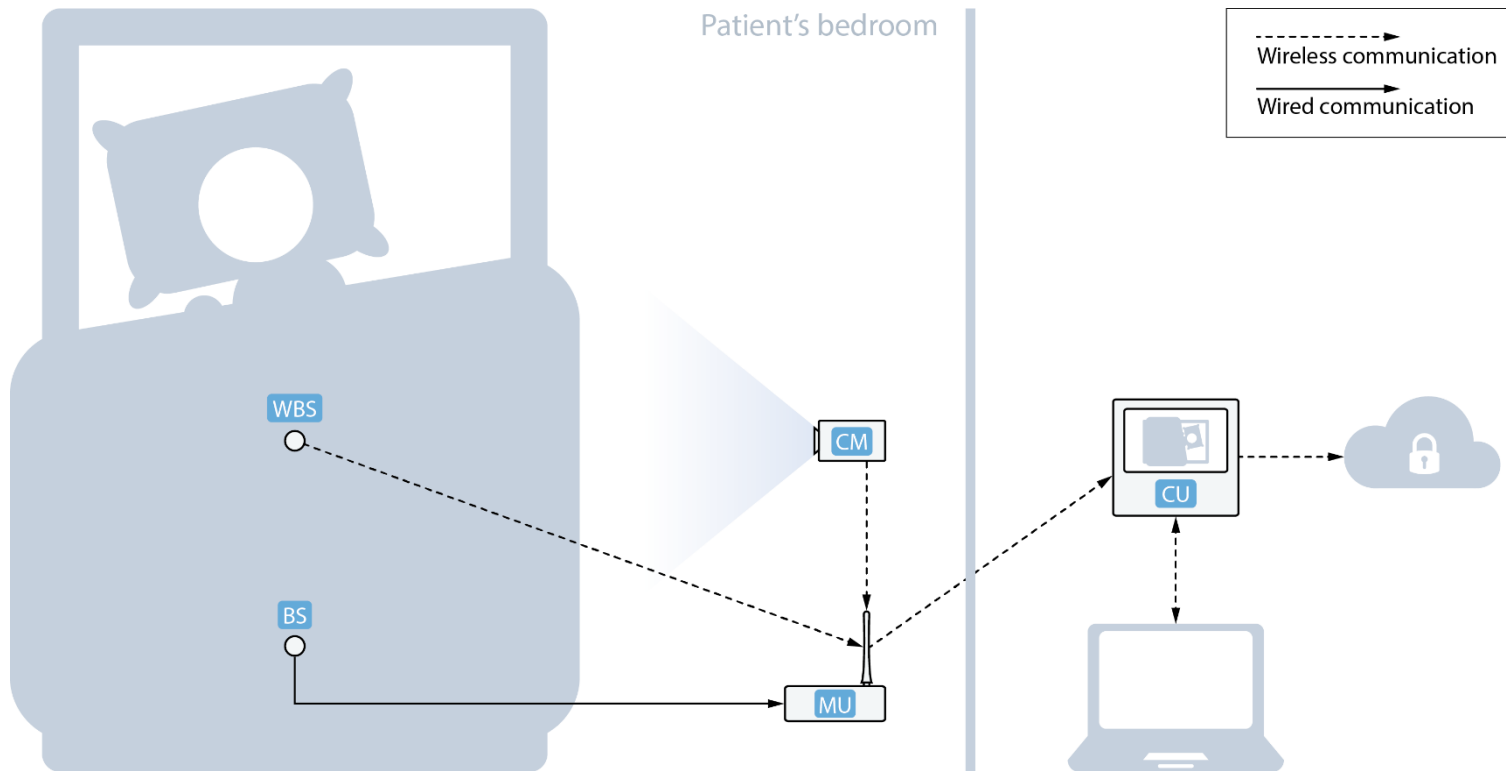 Patient's bedroom
Wireless communication
Wired communication
WBS
CM
CU
BS
MU